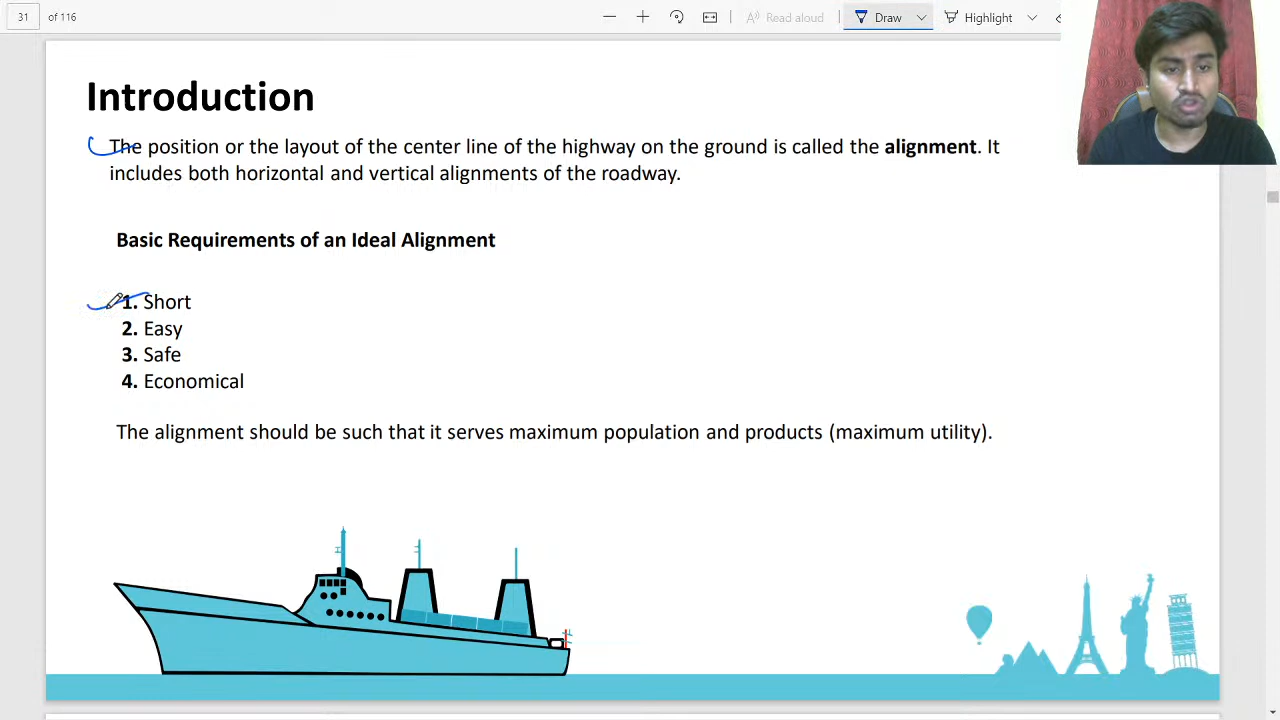 31 of 116
Read aloud
Draw
Highlight
Introduction
The position or the layout of the center line of the highway on the ground is called the alignment. It
includes both horizontal and vertical alignments of the roadway.
Basic Requirements of an Ideal Alignment
1. Short
2. Easy
3. Safe
4. Economical
The alignment should be such that it serves maximum population and products (maximum utility).